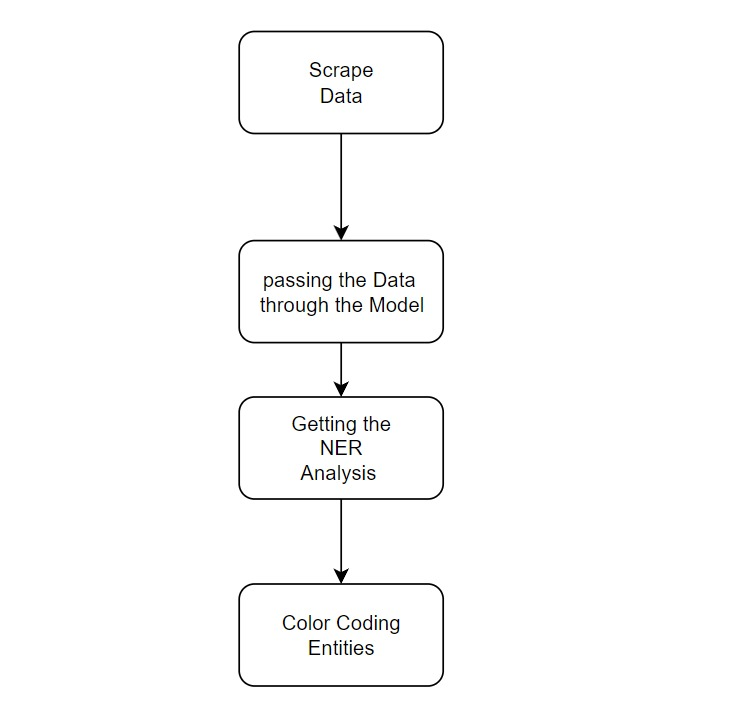 Scrape
Data
passing the Data
through the Model
Getting the
NER
Analysis
Color Coding
Entities